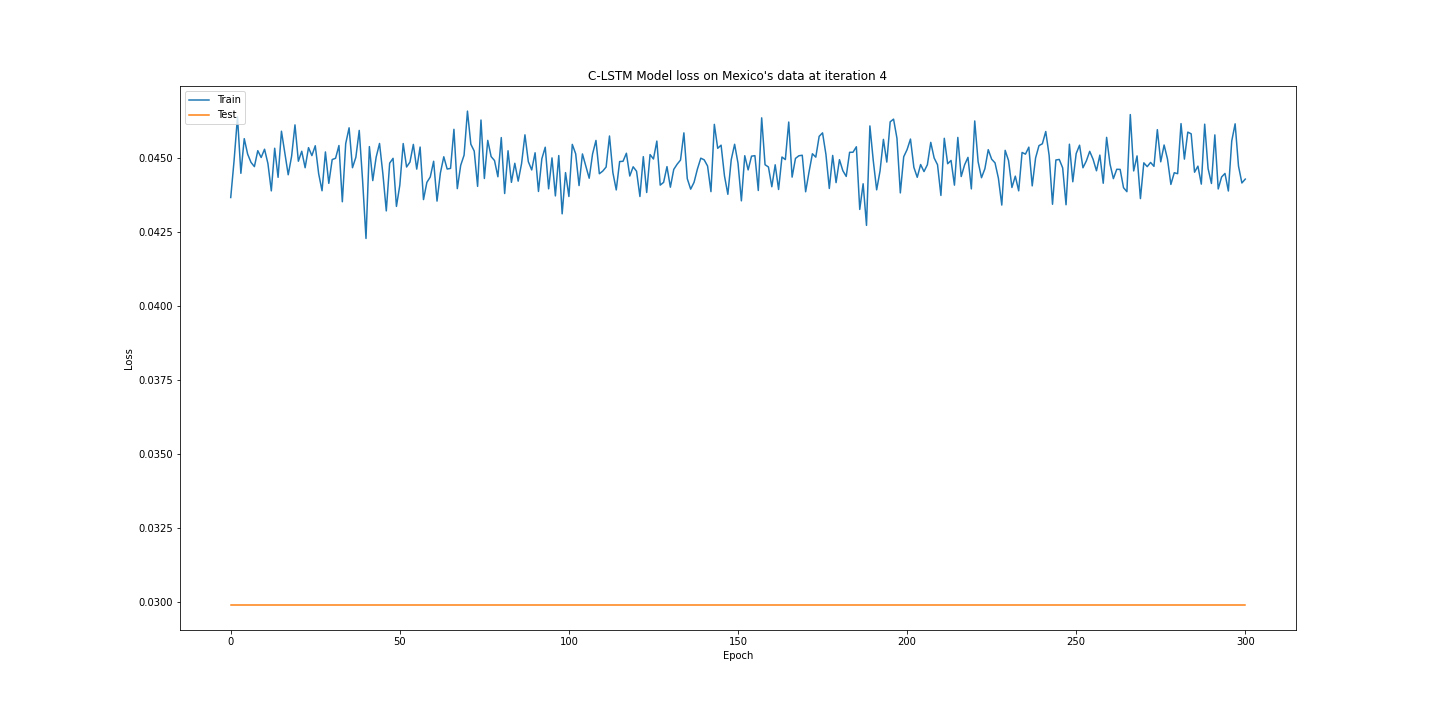 C-LSTM Model loss on Mexico's data at iteration 4
Train
Test
0.0450
0.0425
0.0400
0.0375
0.0350
0.0325
0.0300
Loss
0 50 100 150 200 250 300
Epoch